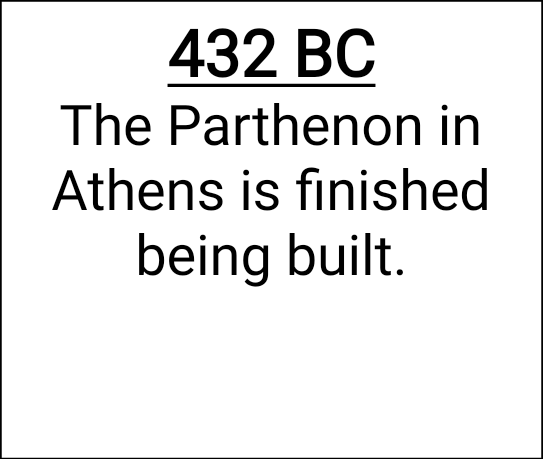 432 BC
The Parthenon in
Athens is finished
being built.